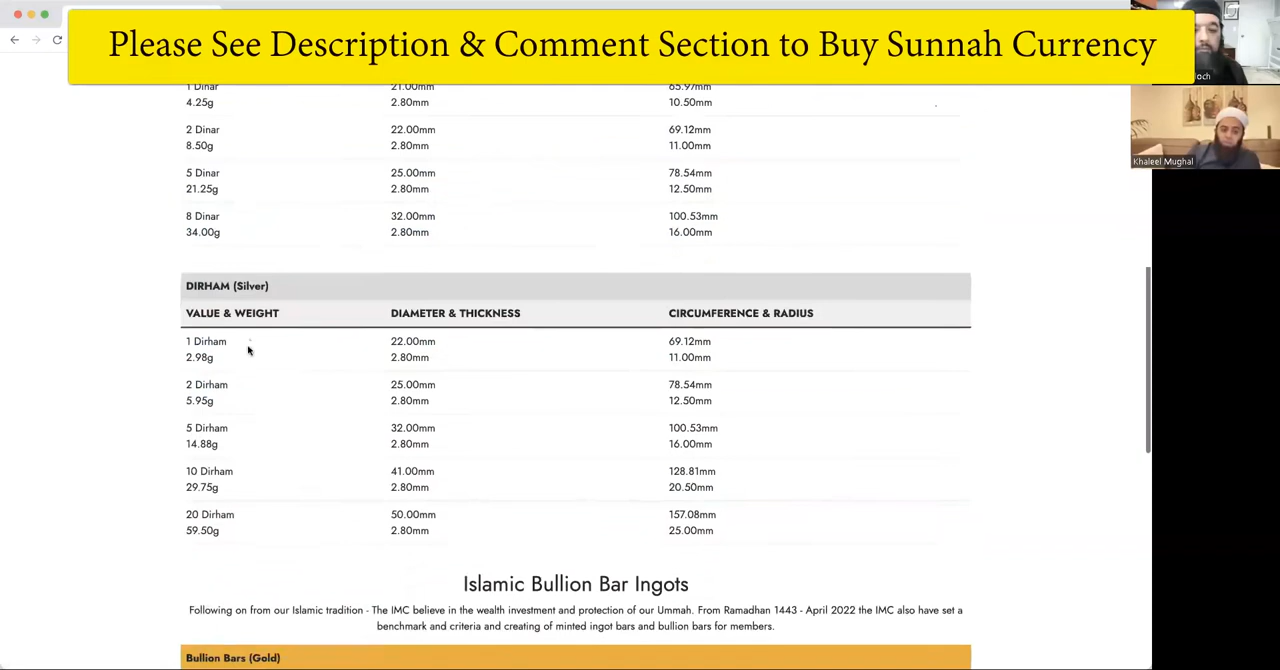 Please See Description & Comment Section to Buy Sunnah Currency
och
Khaleel Mughal
1 Dinar 21.00mm 65.97mm
4.25g 2.80mm 10.50mm
2 Dinar 22.00mm 69.12mm
8.50g 2.80mm 11.00mm
5 Dinar 25.00mm 78.54mm
21.25g 2.80mm 12.50mm
8 Dinar 32.00mm 100.53mm
34.00g 2.80mm 16.00mm
DIRHAM (Silver)
VALUE & WEIGHT DIAMETER & THICKNESS CIRCUMFERENCE & RADIUS
1 Dirham 22.00mm 69.12mm
2.98g 2.80mm 11.00mm
2 Dirham 25.00mm 78.54mm
5.95g 2.80mm 12.50mm
5 Dirham 32.00mm 100.53mm
14.88g 2.80mm 16.00mm
10 Dirham 41.00mm 128.81mm
29.75g 2.80mm 20.50mm
20 Dirham 50.00mm 157.08mm
59.50g 2.80mm 25.00mm
Islamic Bullion Bar Ingots
Following on from our Islamic tradition - The IMC believe in the wealth investment and protection of our Ummah. From Ramadhan 1443 - April 2022 the IMC also have set a
benchmark and criteria and creating of minted ingot bars and bullion bars for members.
Bullion Bars (Gold)